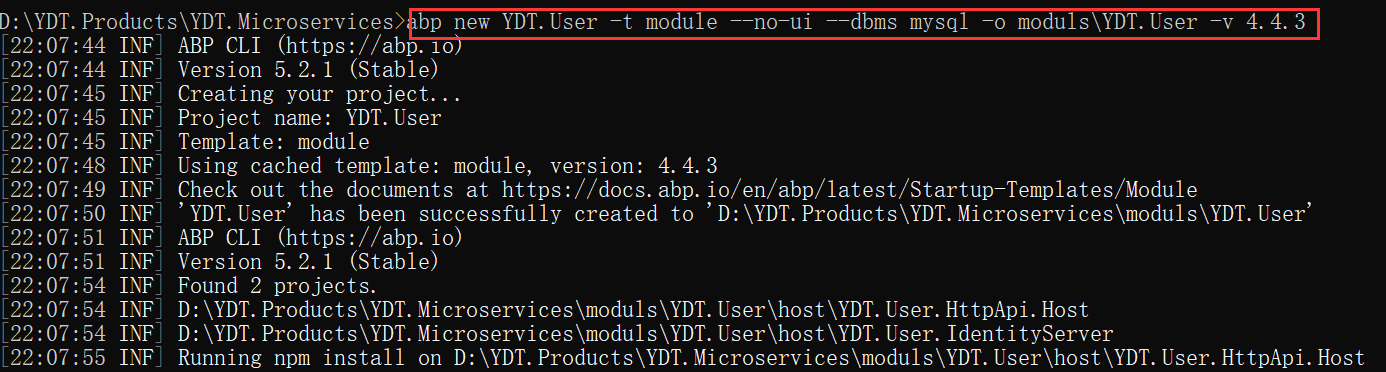 D:\YDT.Products\YDT.Microservices>abp new YDT.User -t module --no-ui --dbms mysql -o moduls\YDT.User -v 4.4.3
[22:07:44 INF] ABP CLI (https://abp.io)
[22:07:44 INF] Version 5.2.1 (Stable)
[22:07:45 INF] Creating your project...
[22:07:45 INF] Project name: YDT.User
[22:07:45 INF] Template: module
[22:07:48 INF] Using cached template: module, version: 4.4.3
[22:07:49 INF] Check out the documents at https://docs.abp.io/en/abp/latest/Startup-Templates/Module
[22:07:50 INF] 'YDT.User' has been successfully created to 'D:\YDT.Products\YDT.Microservices\moduls\YDT.User'
[22:07:51 INF] ABP CLI (https://abp.io)
[22:07:51 INF] Version 5.2.1 (Stable)
[22:07:54 INF] Found 2 projects.
[22:07:54 INF] D:\YDT.Products\YDT.Microservices\moduls\YDT.User\host\YDT.User.HttpApi.Host
[22:07:54 INF] D:\YDT.Products\YDT.Microservices\moduls\YDT.User\host\YDT.User.IdentityServer
[22:07:55 INF] Running npm install on D:\YDT.Products\YDT.Microservices\moduls\YDT.User\host\YDT.User.HttpApi.Host